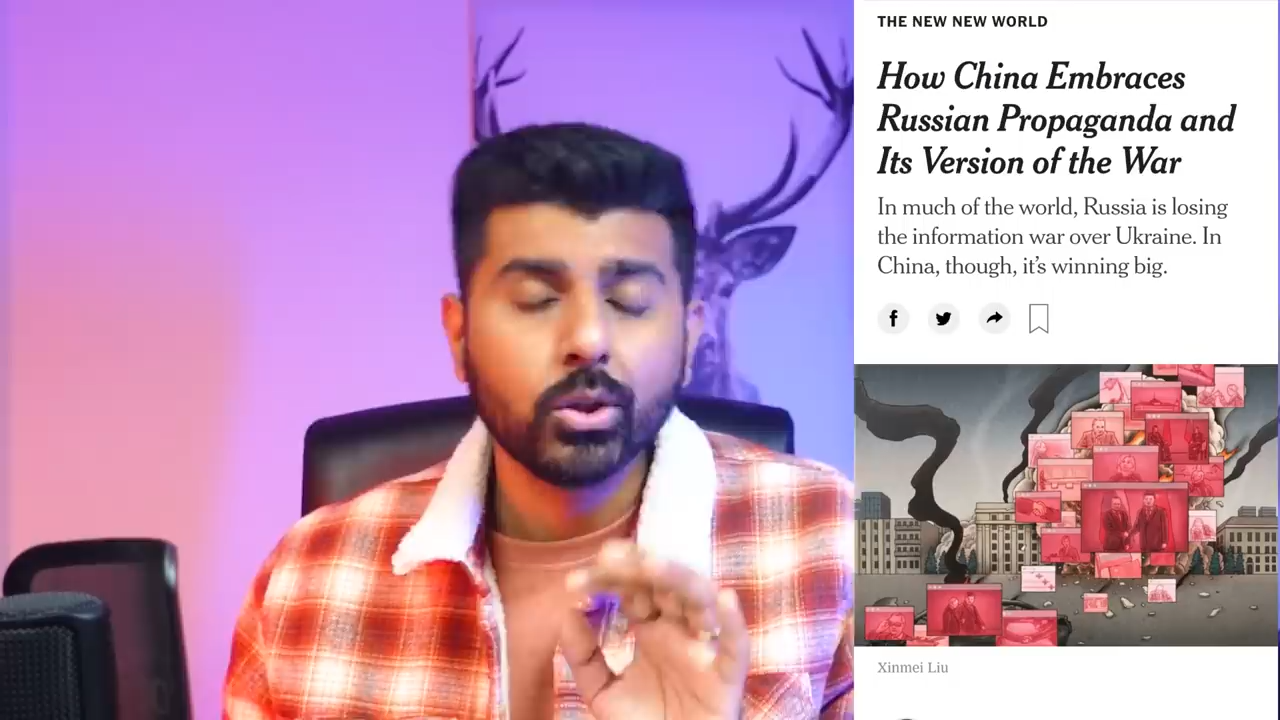 THE NEW NEW WORLD
How China Embraces
Russian Propaganda and
Its Version of the War
In much of the world, Russia is losing
the information war over Ukraine. In
China, though, it's winning big.
Xinmei Liu